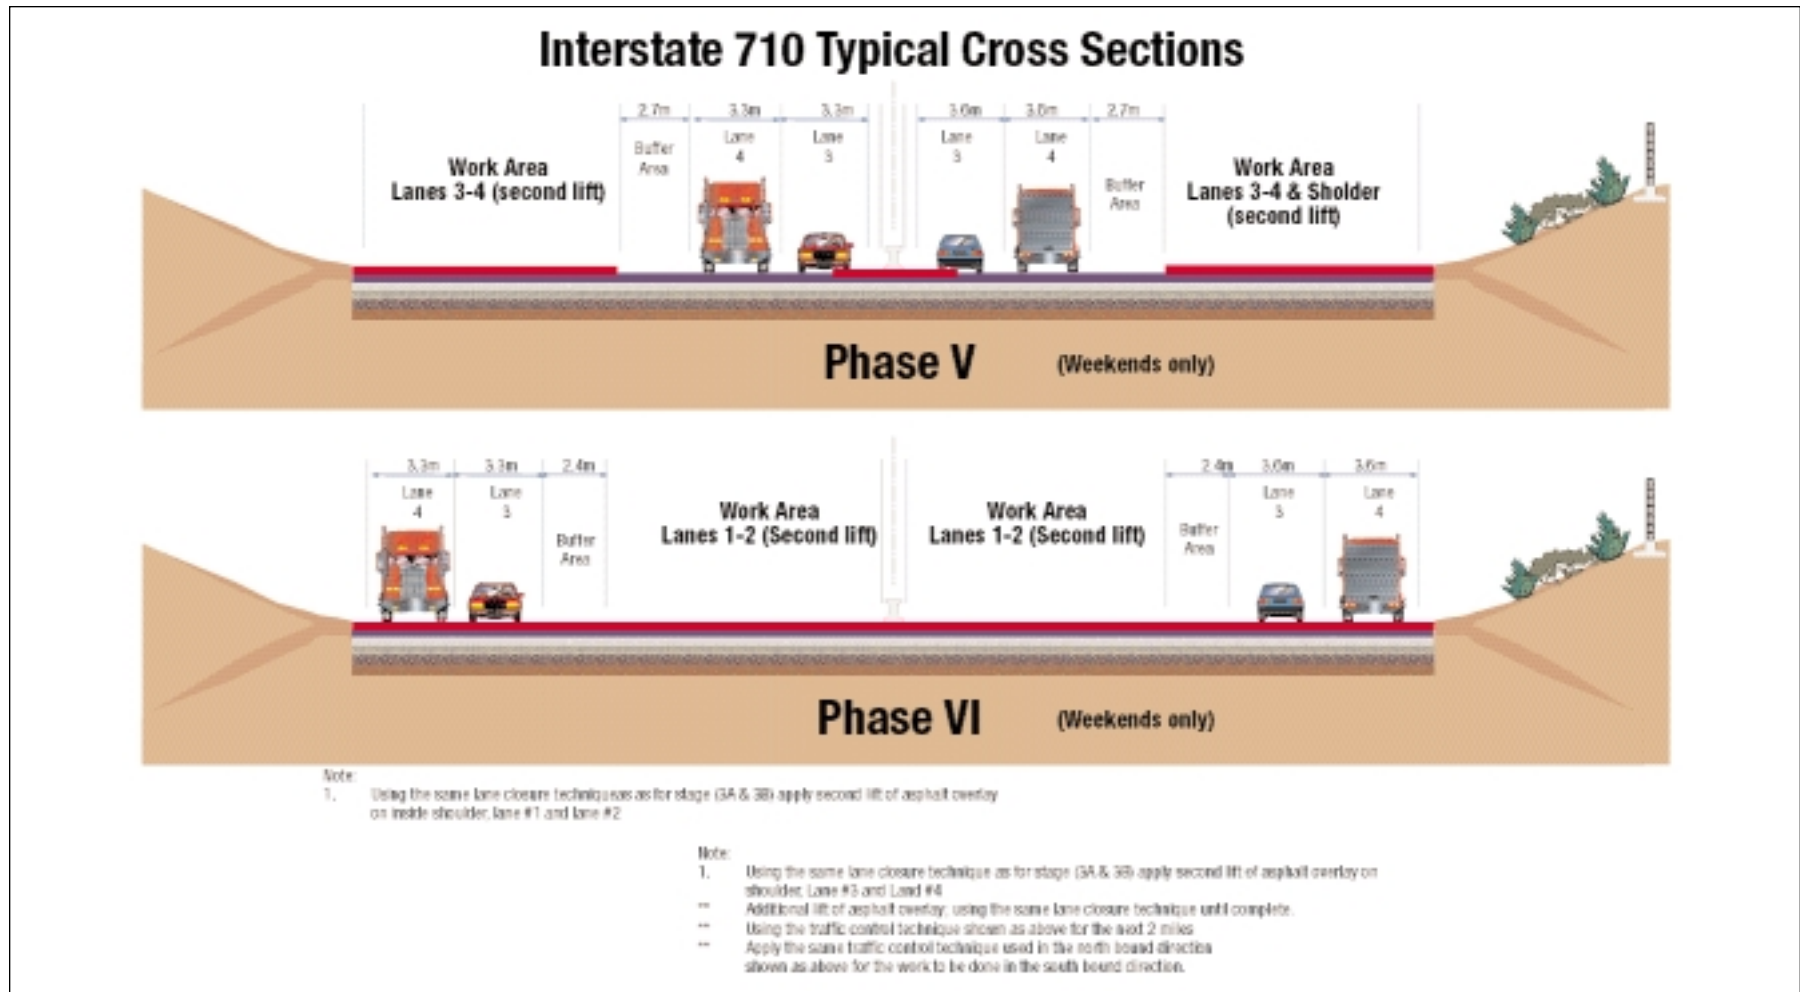 Interstate 710 Typical Cross Sections
2.7m 3.3m 3.3m 3.6m 3.6m 2.7m
Buffer Area
Lane 4
Lane 3
Lane 3
Lane 4
Buffer Area
Work Area
Lanes 3-4 (second lift)
Work Area
Lanes 3-4 & Sholder
(second lift)
Phase V (Weekends only)
3.3m 3.3m 2.4m 2.4m 3.6m 3.6m
Lane 4
Lane 3
Buffer Area
Work Area
Lanes 1-2 (Second lift)
Work Area
Lanes 1-2 (Second lift)
Buffer Area
Lane 3
Lane 4
Phase VI (Weekends only)
Note:
1. Using the same lane closure techniqueas as for stage (3A & 3B) apply second lift of asphalt overlay
on inside shoulder, lane #1 and lane #2
Note:
1. Using the same lane closure technique as for stage (3A & 3B) apply second lift of asphalt overlay on
shoulder, Lane #3 and Land #4
** Additional lift of asphalt overlay; using the same lane closure technique until complete.
** Using the traffic control technique shown as above for the next 2 miles
** Apply the same traffic control technique used in the north bound direction
shown as above for the work to be done in the south bound direction.